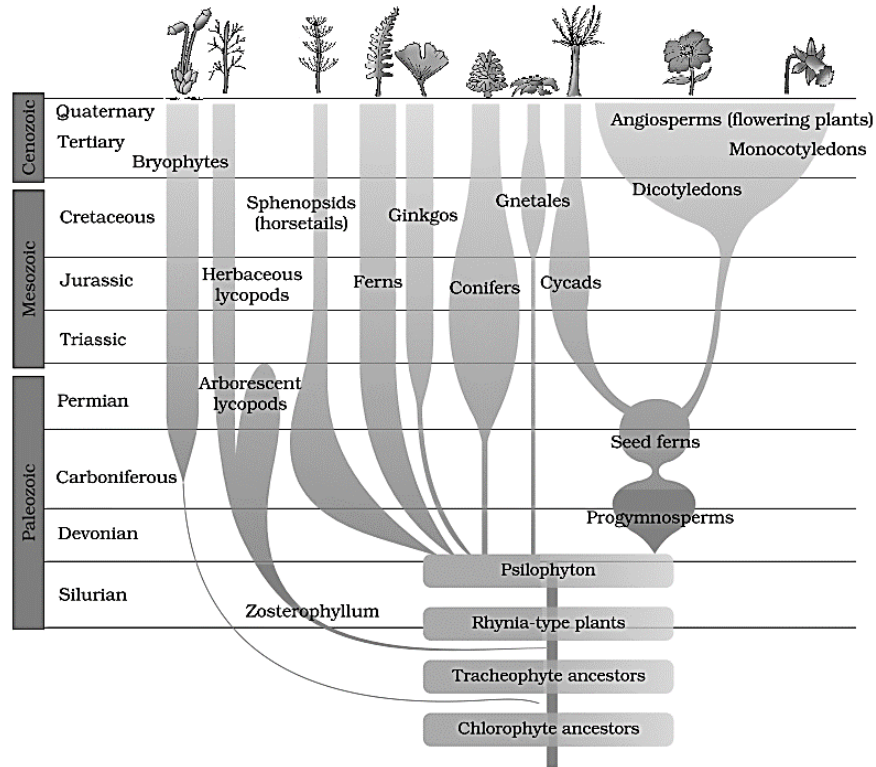 Cenozoic
Quaternary
Tertiary
Bryophytes
Angiosperms (flowering plants)
Monocotyledons
Dicotyledons
Mesozoic
Cretaceous
Sphenopsids
(horsetails)
Ginkgos
Gnetales
Jurassic
Herbaceous
lycopods
Ferns
Conifers
Cycads
Triassic
Paleozoic
Permian
Arborescent
lycopods
Seed ferns
Carboniferous
Progymnosperms
Devonian
Psilophyton
Silurian
Zosterophyllum
Rhynia-type plants
Tracheophyte ancestors
Chlorophyte ancestors